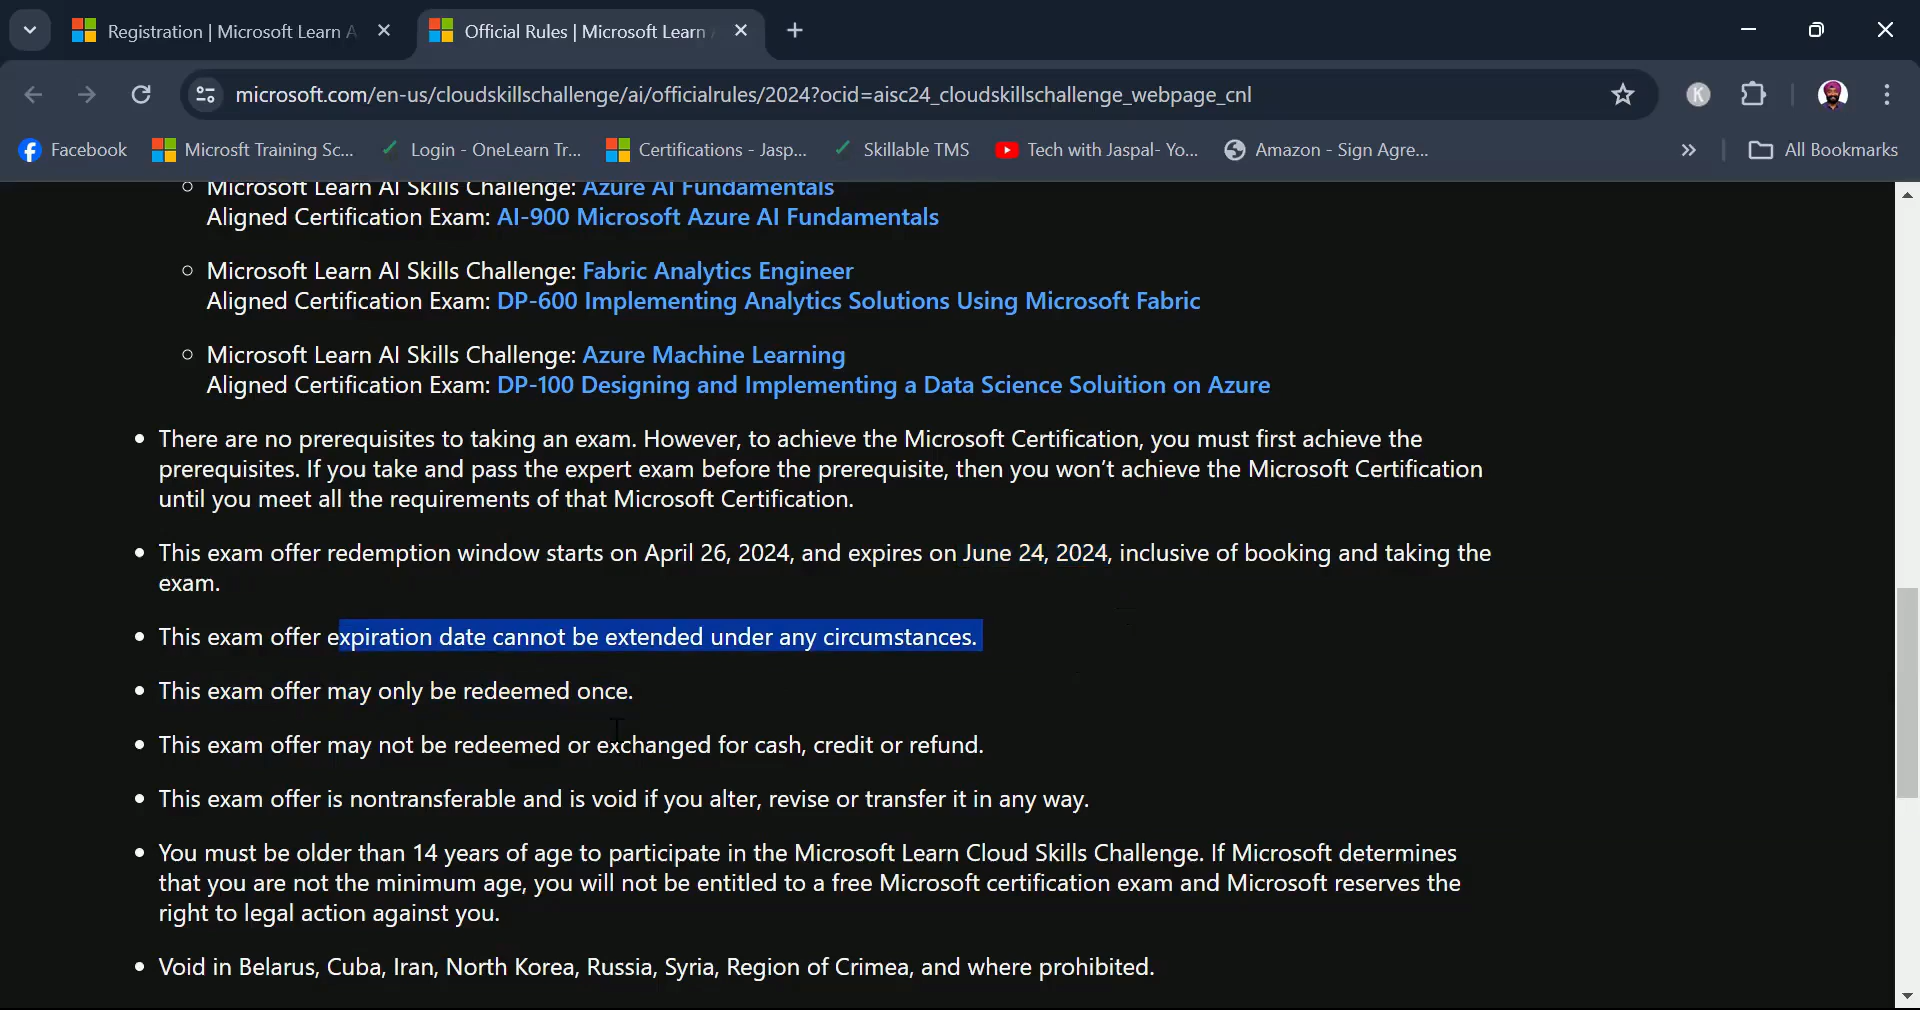 Registration | Microsoft Learn A
Official Rules | Microsoft Learn
microsoft.com/en-us/cloudskillschallenge/ai/officialrules/2024?ocid=aisc24_cloudskillschallenge_webpage_cnl
K
Facebook
Microsft Training Sc...
Login - OneLearn Tr...
Certifications - Jasp...
Skillable TMS
Tech with Jaspal- Yo...
Amazon - Sign Agre...
All Bookmarks
Microsoft Learn AI Skills Challenge: Azure AI Fundamentals
Aligned Certification Exam: AI-900 Microsoft Azure AI Fundamentals
Microsoft Learn AI Skills Challenge: Fabric Analytics Engineer
Aligned Certification Exam: DP-600 Implementing Analytics Solutions Using Microsoft Fabric
Microsoft Learn AI Skills Challenge: Azure Machine Learning
Aligned Certification Exam: DP-100 Designing and Implementing a Data Science Soluition on Azure
There are no prerequisites to taking an exam. However, to achieve the Microsoft Certification, you must first achieve the
prerequisites. If you take and pass the expert exam before the prerequisite, then you won't achieve the Microsoft Certification
until you meet all the requirements of that Microsoft Certification.
This exam offer redemption window starts on April 26, 2024, and expires on June 24, 2024, inclusive of booking and taking the
exam.
This exam offer expiration date cannot be extended under any circumstances.
This exam offer may only be redeemed once.
This exam offer may not be redeemed or exchanged for cash, credit or refund.
This exam offer is nontransferable and is void if you alter, revise or transfer it in any way.
You must be older than 14 years of age to participate in the Microsoft Learn Cloud Skills Challenge. If Microsoft determines
that you are not the minimum age, you will not be entitled to a free Microsoft certification exam and Microsoft reserves the
right to legal action against you.
Void in Belarus, Cuba, Iran, North Korea, Russia, Syria, Region of Crimea, and where prohibited.